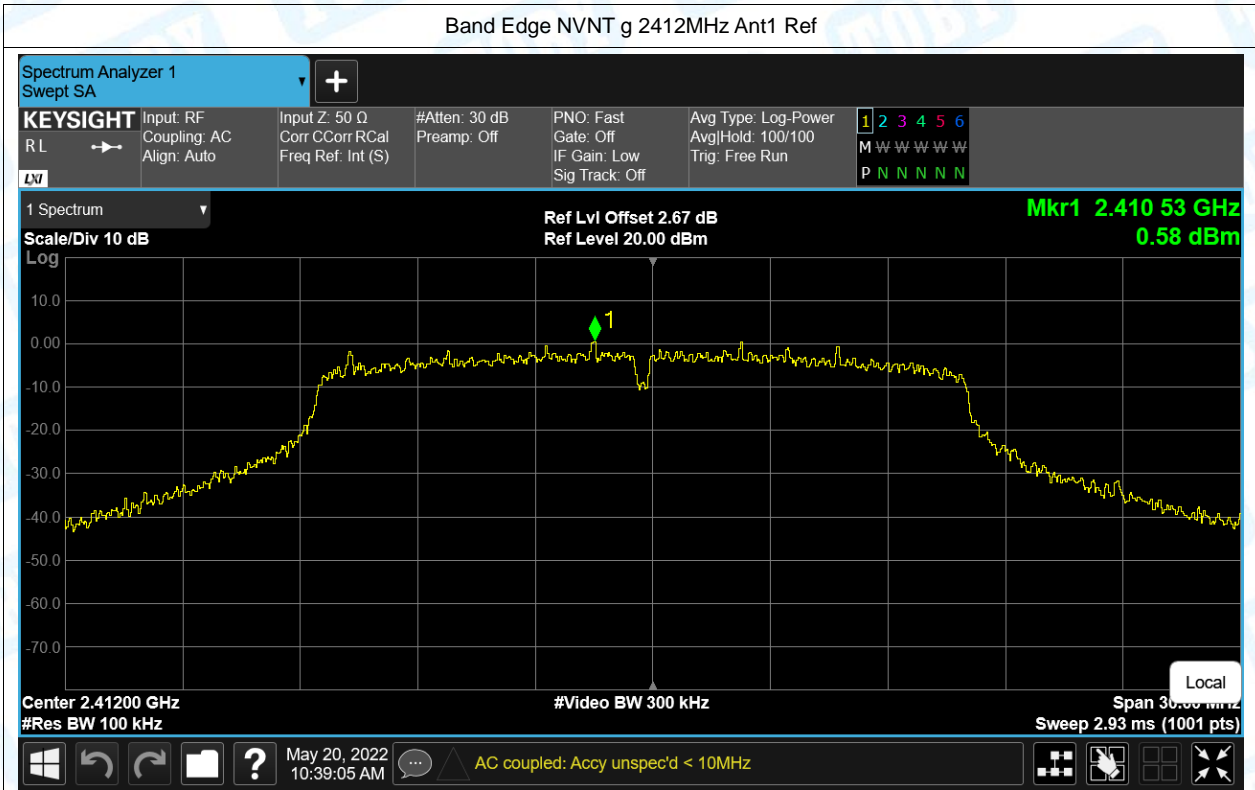 Band Edge NVNT g 2412MHz Ant1 Ref
Spectrum Analyzer 1
Swept SA
KEYSIGHT
R L
LXI
Input: RF
Coupling: AC
Align: Auto
Input Z: 50 Ω
Corr CCorr RCal
Freq Ref: Int (S)
#Atten: 30 dB
Preamp: Off
PNO: Fast
Gate: Off
IF Gain: Low
Sig Track: Off
Avg Type: Log-Power
Avg|Hold: 100/100
Trig: Free Run
1 2 3 4 5 6
M W W W W W W
P N N N N N
1 Spectrum
Scale/Div 10 dB
Ref Lvl Offset 2.67 dB
Ref Level 20.00 dBm
Mkr1 2.410 53 GHz
0.58 dBm
Log
10.0
0.00
-10.0
-20.0
-30.0
-40.0
-50.0
-60.0
-70.0
1
Center 2.41200 GHz
#Res BW 100 kHz
#Video BW 300 kHz
Local
Span 30.00 MHz
Sweep 2.93 ms (1001 pts)
?
May 20, 2022
10:39:05 AM
AC coupled: Accy unspec'd < 10MHz